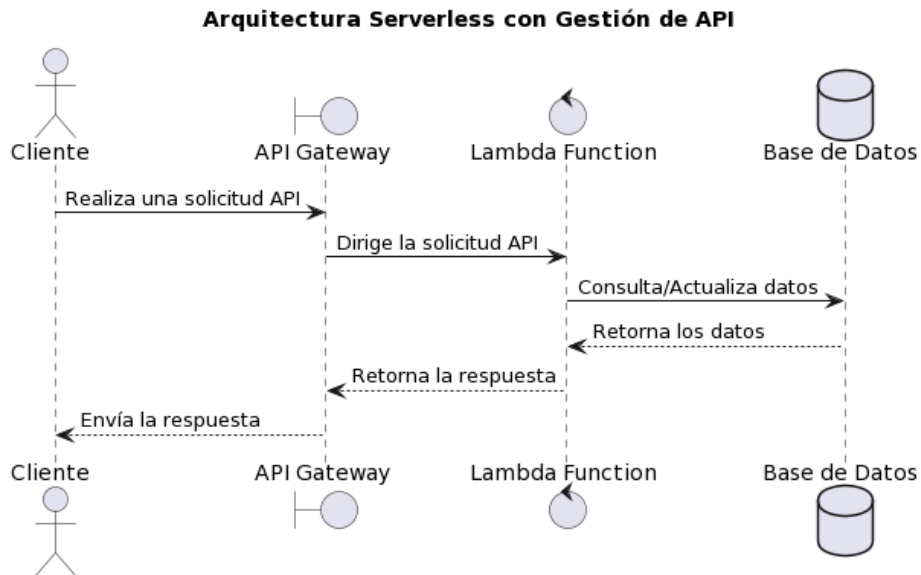 Arquitectura Serverless con Gestión de API
Cliente
API Gateway
Lambda Function
Base de Datos
Realiza una solicitud API
Dirige la solicitud API
Consulta/Actualiza datos
Retorna los datos
Retorna la respuesta
Envía la respuesta
Cliente
API Gateway
Lambda Function
Base de Datos